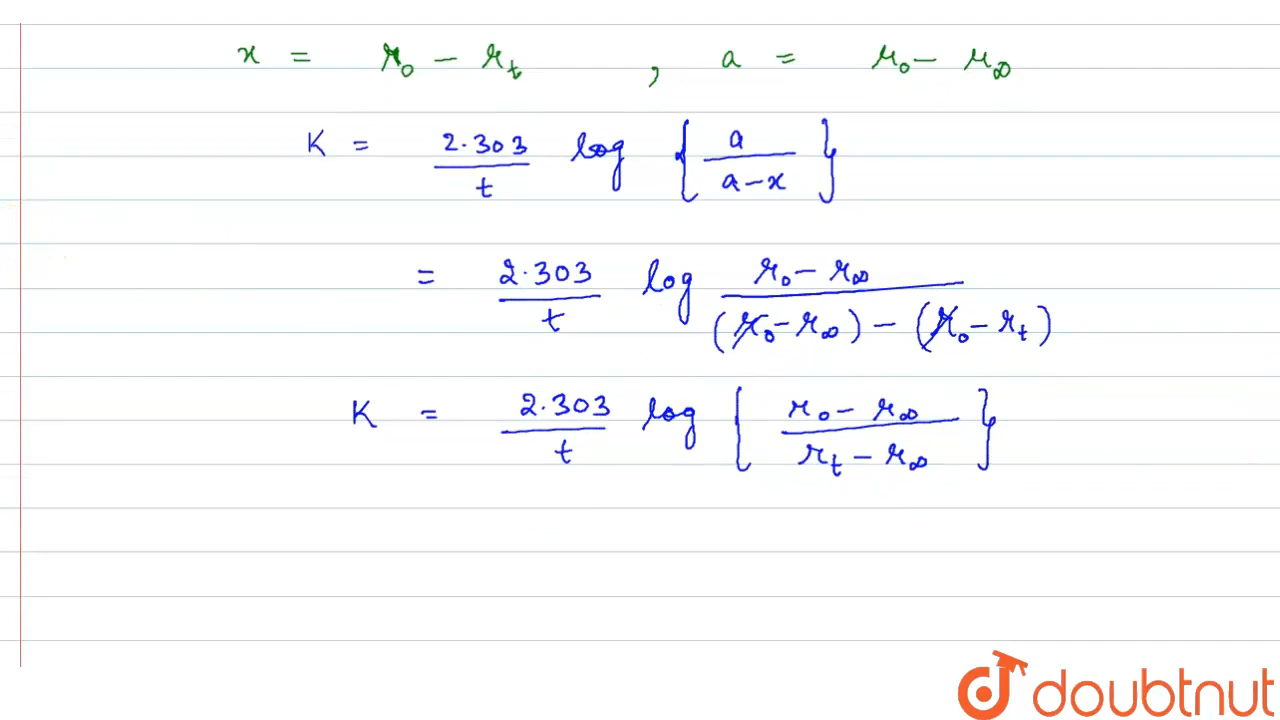 x = r₀ - rₜ , a = r₀ - r∞
K = 2.303/t log { a/(a-x) }
= 2.303/t log (r₀ - r∞)/((r₀ - r∞) - (r₀ - rₜ))
K = 2.303/t log { (r₀ - r∞)/(rₜ - r∞) }
doubtnut